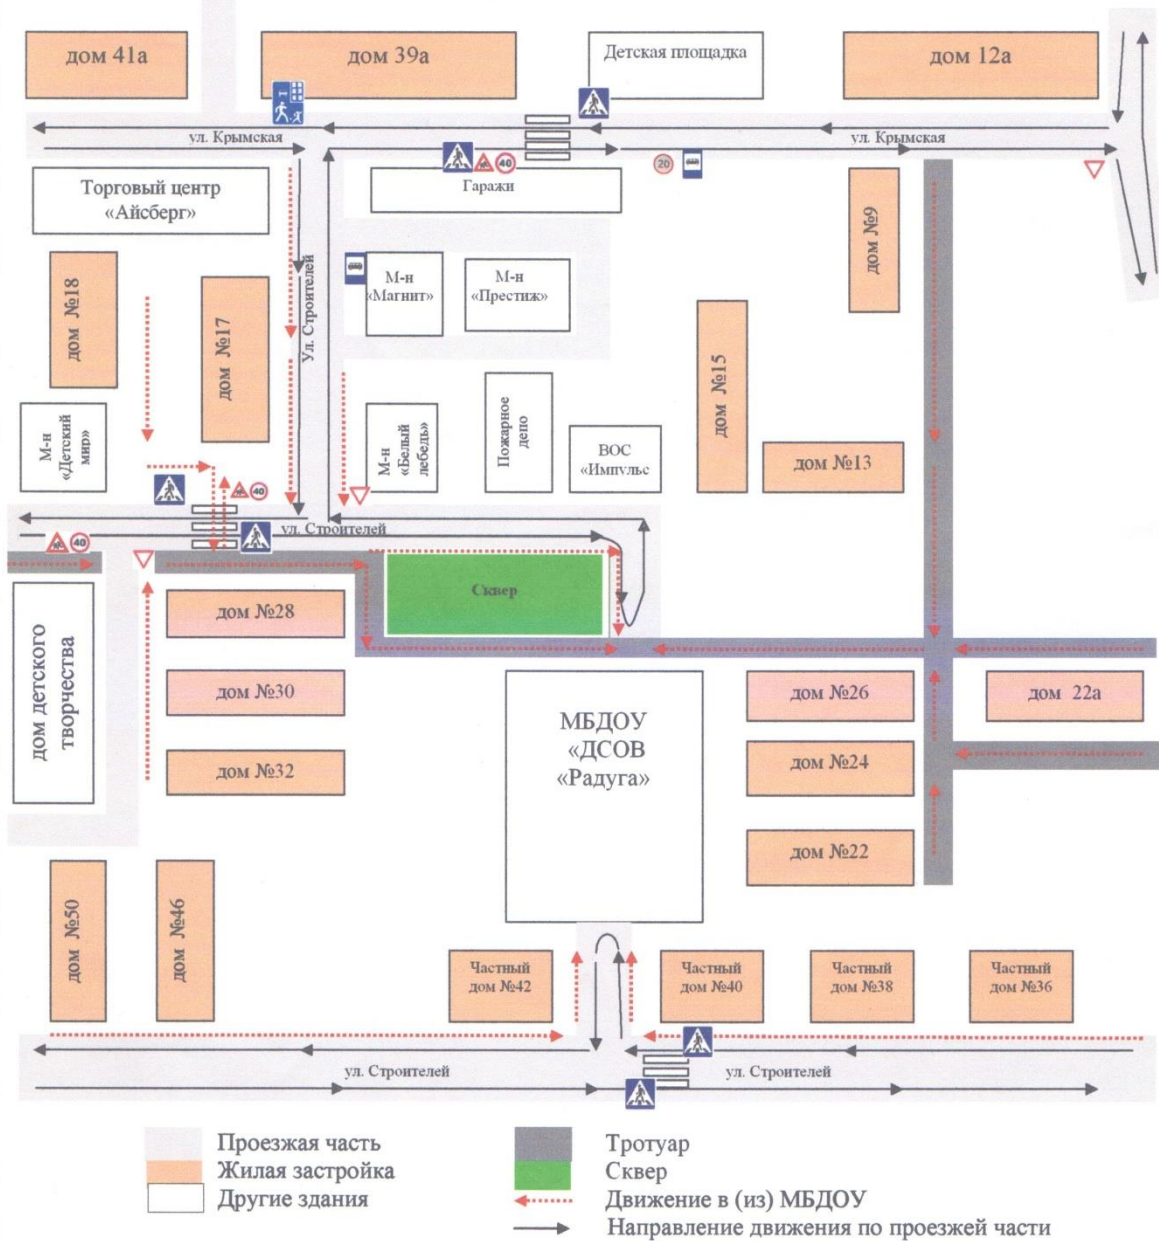 дом 41а
дом 39а
Детская площадка
дом 12а
ул. Крымская
ул. Крымская
40
20
Торговый центр
«Айсберг»
Гаражи
дом №9
дом №18
дом №17
Ул. Строителей
М-н
«Магнит»
М-н
«Престиж»
дом №15
М-н
«Детский
мир»
М-н
«Белый
лебедь»
Пожарное
депо
ВОС
«Импульс
дом №13
40
ул. Строителей
40
Сквер
дом №28
дом детского
творчества
дом №30
МБДОУ
«ДСОВ
«Радуга»
дом №26
дом 22а
дом №32
дом №24
дом №22
дом №50
дом №46
Частный
дом №42
Частный
дом №40
Частный
дом №38
Частный
дом №36
ул. Строителей
ул. Строителей
Проезжая часть
Жилая застройка
Другие здания
Тротуар
Сквер
Движение в (из) МБДОУ
Направление движения по проезжей части